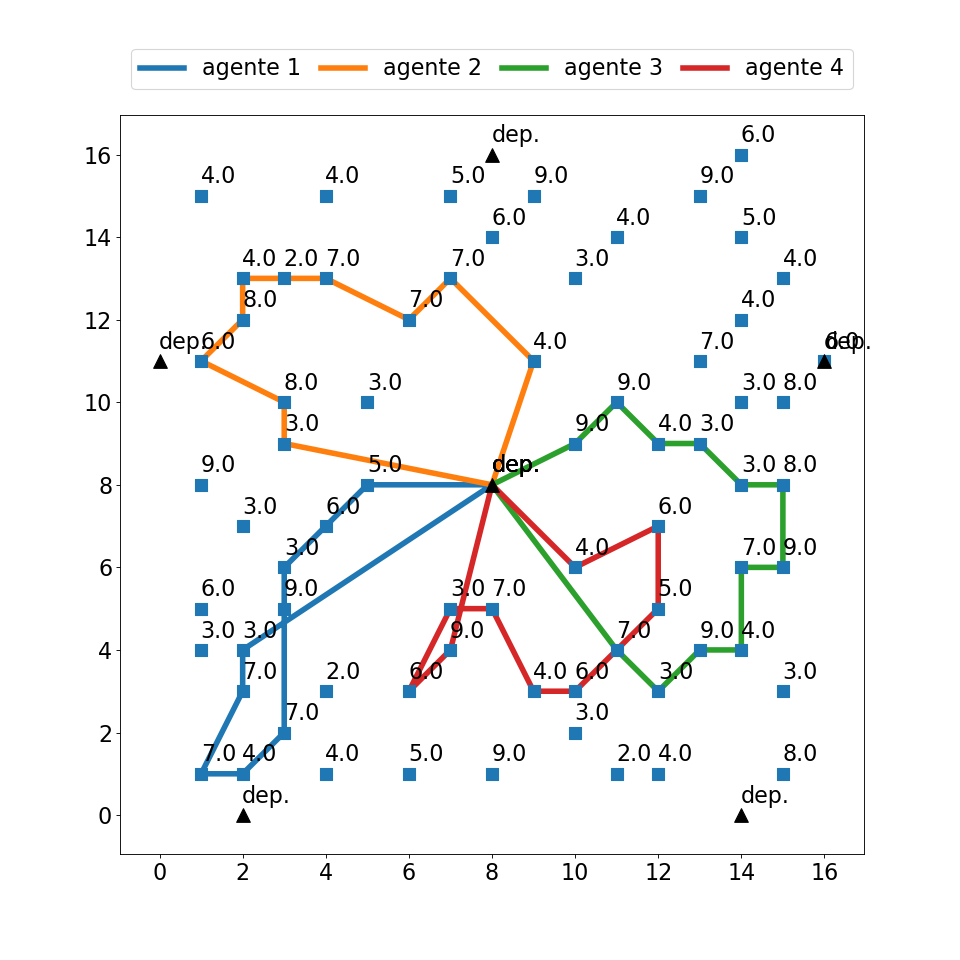 agente 1 agente 2 agente 3 agente 4
dep. 6.0
16
4.0 4.0 5.0 9.0 9.0
6.0 4.0 5.0
14
4.0 2.0 7.0 7.0 3.0 4.0
8.0 7.0 4.0
12
dep. 6.0 4.0 7.0 6.0 dep.
8.0 3.0 9.0 3.0 8.0
10
3.0 9.0 4.0 3.0
9.0 5.0 dep. 3.0 8.0
8
3.0 6.0 6.0
3.0 4.0 7.0 9.0
6
6.0 9.0 3.0 7.0 5.0
3.0 3.0 9.0 7.0 9.0 4.0
4
7.0 2.0 6.0 4.0 6.0 3.0 3.0
7.0 3.0
2
7.0 4.0 4.0 5.0 9.0 2.0 4.0 8.0
dep. dep.
0
0 2 4 6 8 10 12 14 16